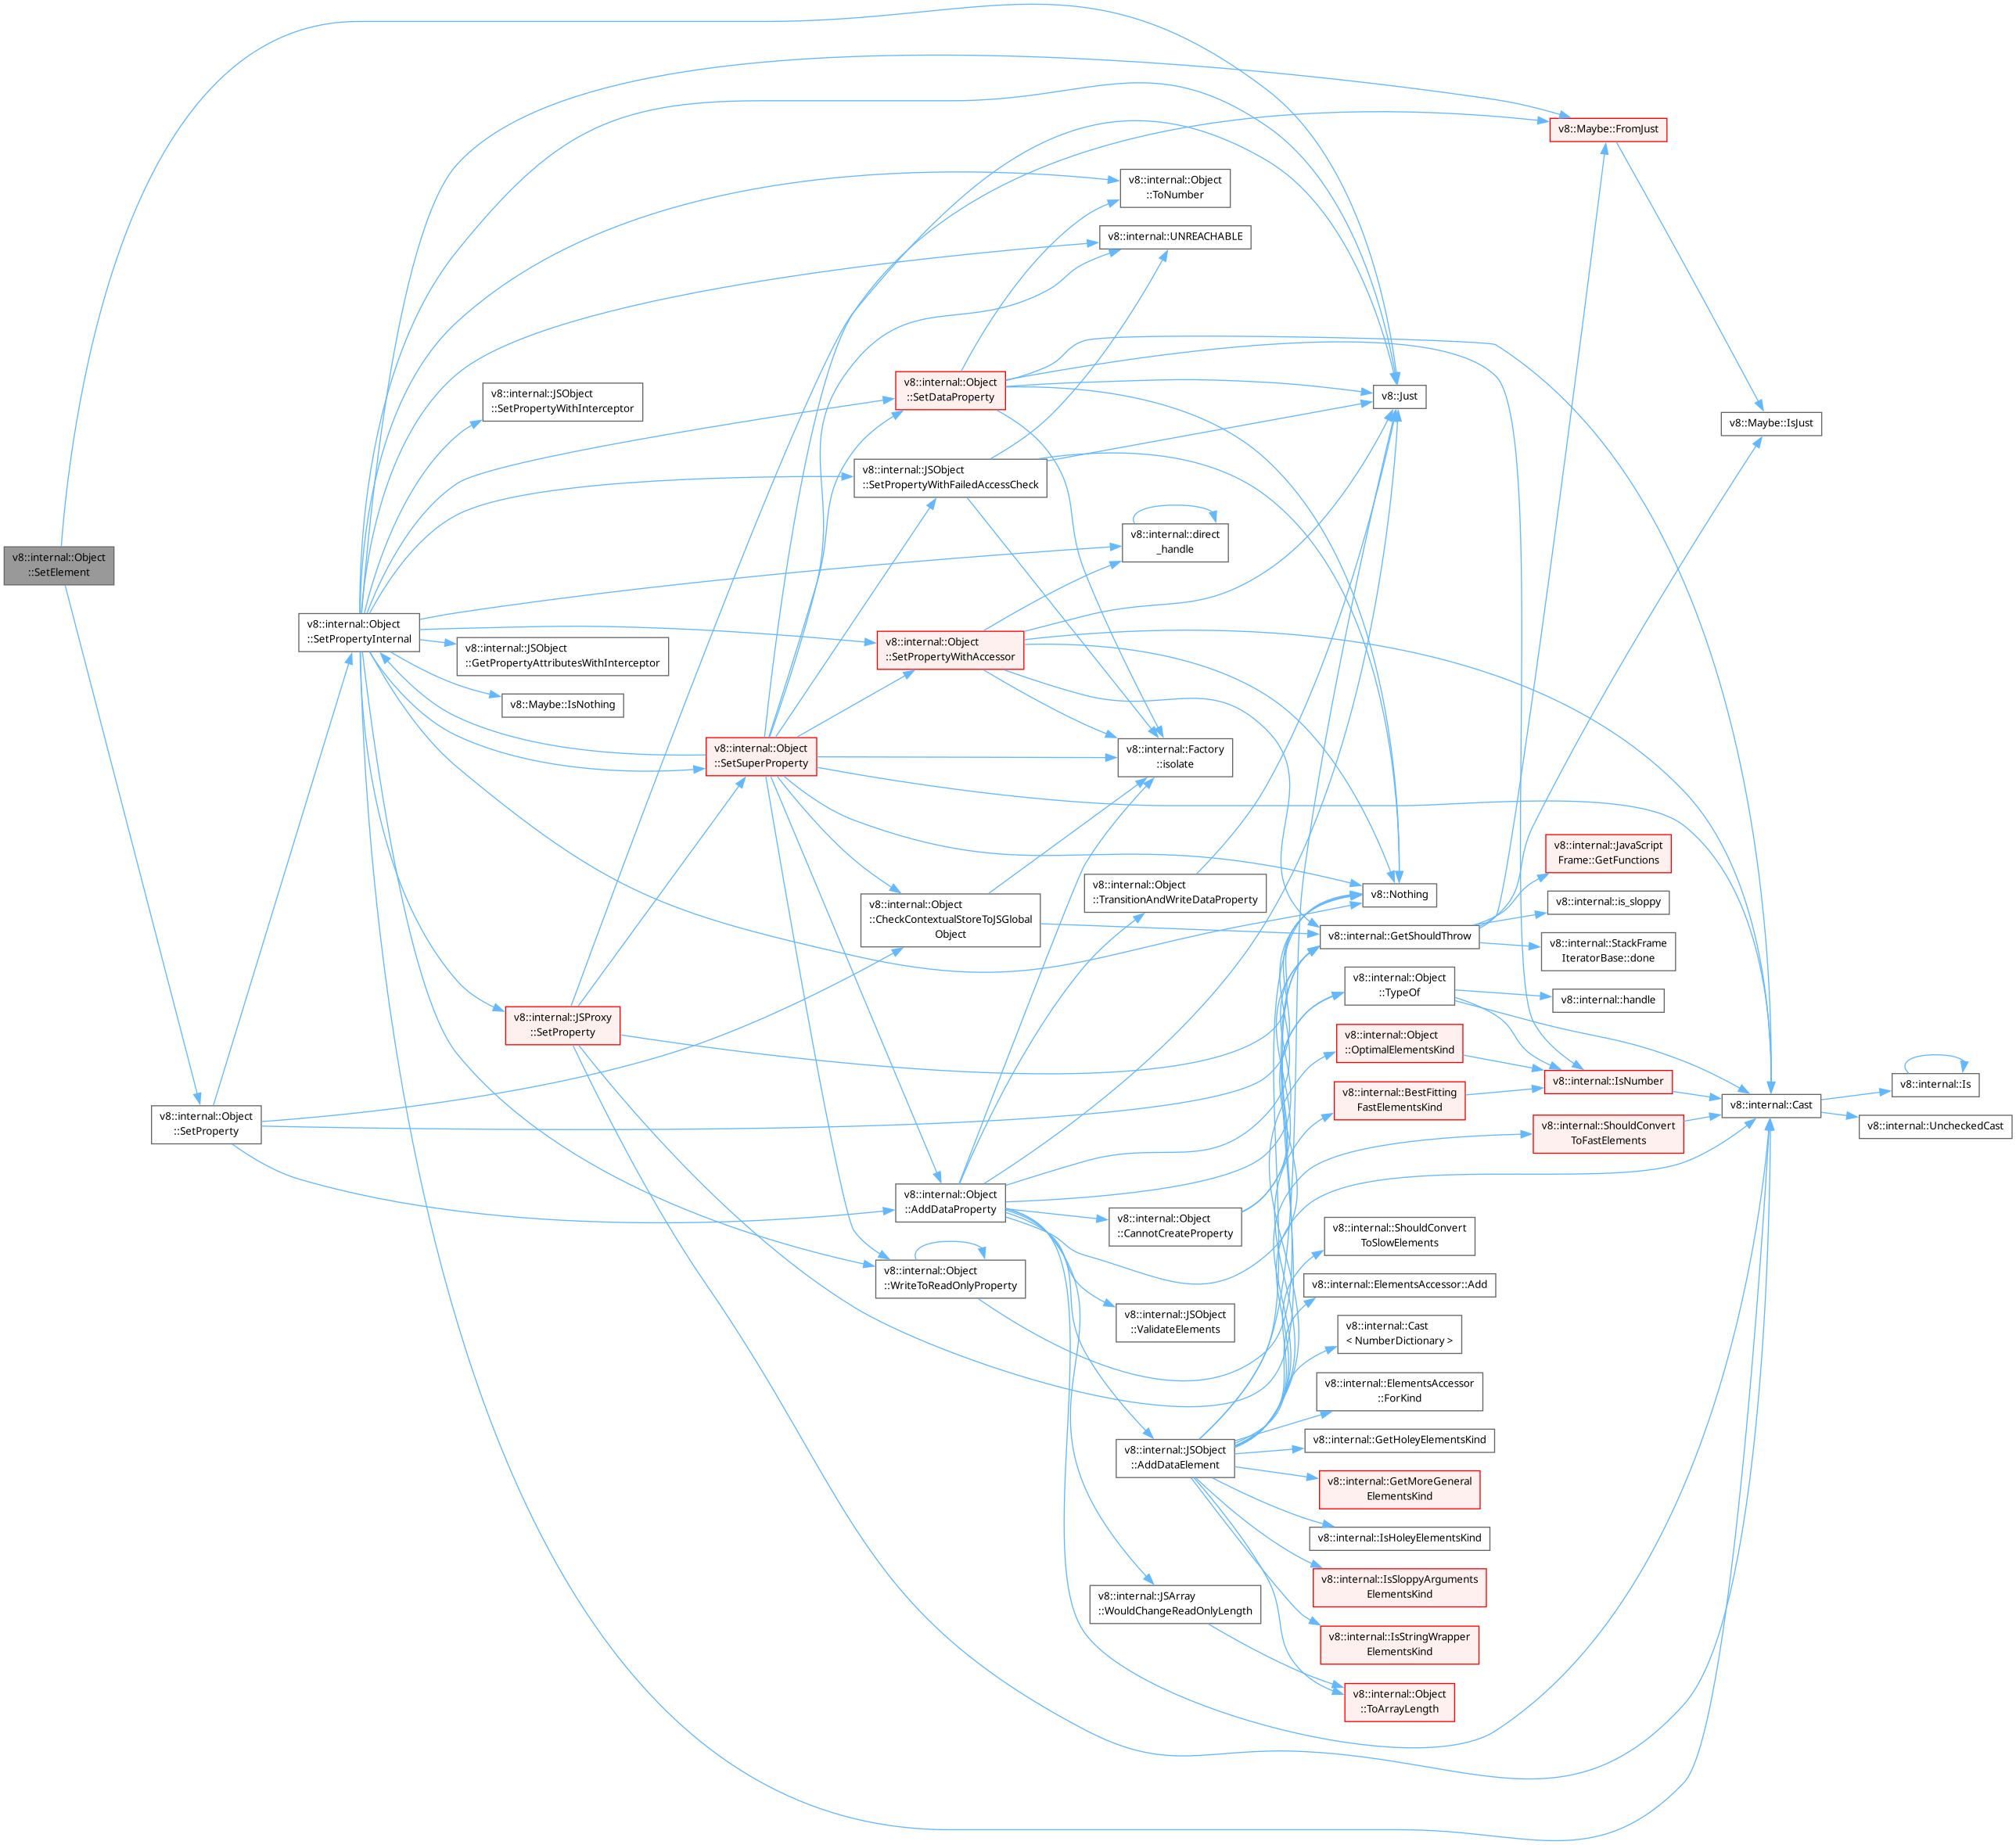 v8::internal::Object
::SetElement
v8::internal::Object
::SetProperty
v8::internal::Object
::SetPropertyInternal
v8::internal::JSObject
::SetPropertyWithInterceptor
v8::internal::JSObject
::GetPropertyAttributesWithInterceptor
v8::Maybe::IsNothing
v8::internal::JSProxy
::SetProperty
v8::internal::Object
::SetSuperProperty
v8::internal::Object
::SetDataProperty
v8::internal::JSObject
::SetPropertyWithFailedAccessCheck
v8::internal::Object
::SetPropertyWithAccessor
v8::internal::Object
::CheckContextualStoreToJSGlobal
Object
v8::internal::Object
::AddDataProperty
v8::internal::Object
::WriteToReadOnlyProperty
v8::internal::Object
::ToNumber
v8::internal::UNREACHABLE
v8::internal::direct
_handle
v8::internal::Factory
::isolate
v8::internal::Object
::TransitionAndWriteDataProperty
v8::internal::Object
::CannotCreateProperty
v8::internal::JSObject
::ValidateElements
v8::internal::JSObject
::AddDataElement
v8::internal::JSArray
::WouldChangeReadOnlyLength
v8::Just
v8::Nothing
v8::internal::GetShouldThrow
v8::internal::Object
::TypeOf
v8::internal::Object
::OptimalElementsKind
v8::internal::BestFitting
FastElementsKind
v8::internal::ShouldConvert
ToSlowElements
v8::internal::ElementsAccessor::Add
v8::internal::Cast
< NumberDictionary >
v8::internal::ElementsAccessor
::ForKind
v8::internal::GetHoleyElementsKind
v8::internal::GetMoreGeneral
ElementsKind
v8::internal::IsHoleyElementsKind
v8::internal::IsSloppyArguments
ElementsKind
v8::internal::IsStringWrapper
ElementsKind
v8::internal::Object
::ToArrayLength
v8::Maybe::FromJust
v8::internal::JavaScript
Frame::GetFunctions
v8::internal::is_sloppy
v8::internal::StackFrame
IteratorBase::done
v8::internal::handle
v8::internal::IsNumber
v8::internal::ShouldConvert
ToFastElements
v8::Maybe::IsJust
v8::internal::Cast
v8::internal::Is
v8::internal::UncheckedCast